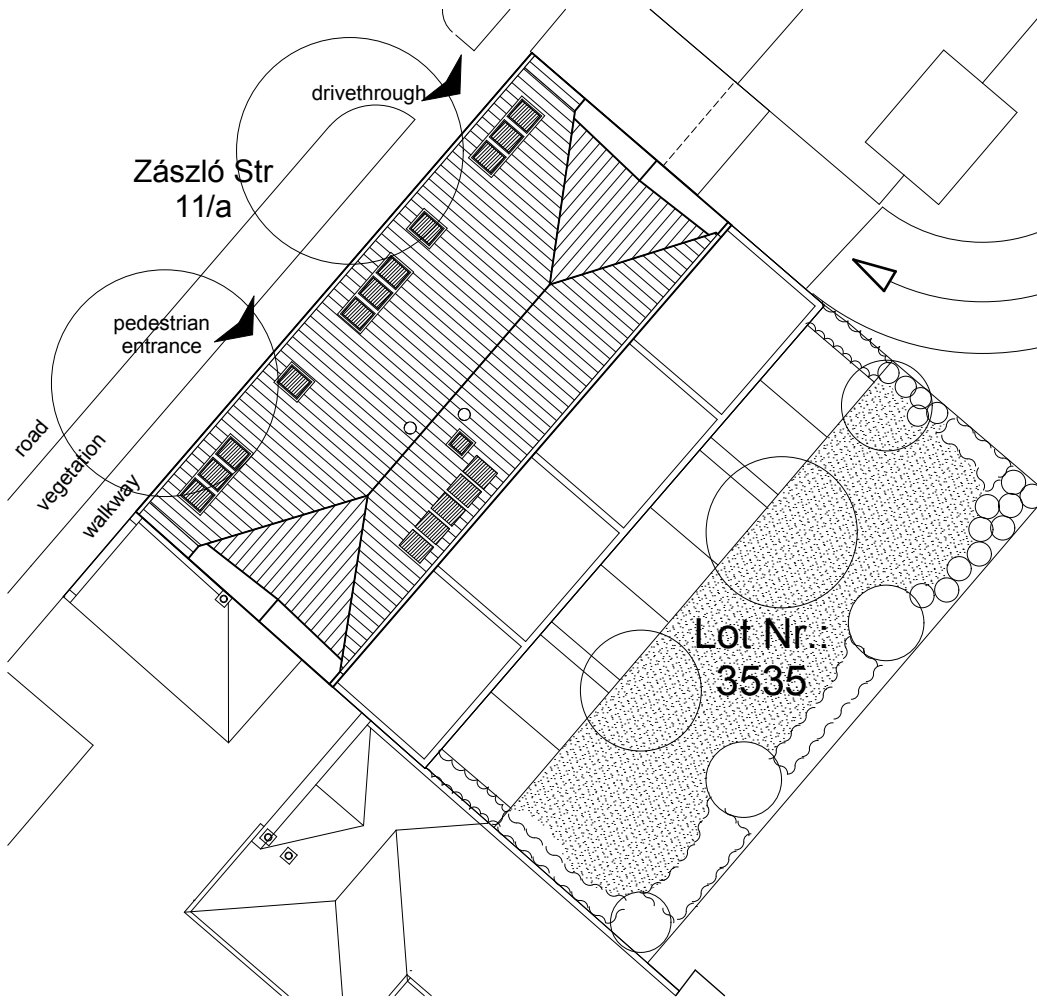 drivethrough
Zászló Str
11/a
pedestrian
entrance
road
vegetation
walkway
Lot Nr.:
3535